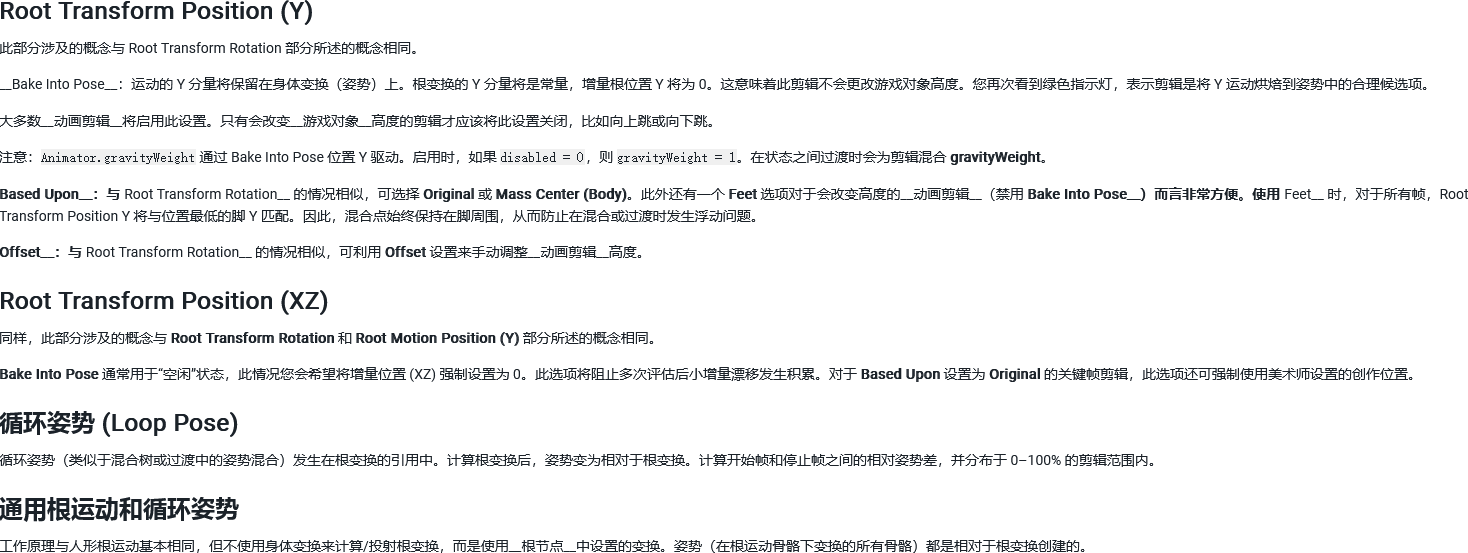 Root Transform Position (Y)
此部分涉及的概念与 Root Transform Rotation 部分所述的概念相同。
__Bake Into Pose__：运动的 Y 分量将保留在身体变换（姿势）上。根变换的 Y 分量将是常量，增量根位置 Y 将为 0。这意味着此剪辑不会更改游戏对象高度。您再次看到绿色指示灯，表示剪辑是将 Y 运动烘焙到姿势中的合理候选项。
大多数__动画剪辑__将启用此设置。只有会改变__游戏对象__高度的剪辑才应该将此设置关闭，比如向上跳或向下跳。
注意：Animator.gravityWeight 通过 Bake Into Pose 位置 Y 驱动。启用时，如果 disabled = 0，则 gravityWeight = 1。在状态之间过渡时会为剪辑混合 gravityWeight。
Based Upon__：与 Root Transform Rotation__ 的情况相似，可选择 Original 或 Mass Center (Body)。此外还有一个 Feet 选项对于会改变高度的__动画剪辑__（禁用 Bake Into Pose__）而言非常方便。使用 Feet__ 时，对于所有帧，Root
Transform Position Y 将与位置最低的脚 Y 匹配。因此，混合点始终保持在脚周围，从而防止在混合或过渡时发生浮动问题。
Offset__：与 Root Transform Rotation__ 的情况相似，可利用 Offset 设置来手动调整__动画剪辑__高度。
Root Transform Position (XZ)
同样，此部分涉及的概念与 Root Transform Rotation 和 Root Motion Position (Y) 部分所述的概念相同。
Bake Into Pose 通常用于“空闲”状态，此情况您会希望将增量位置 (XZ) 强制设置为 0。此选项将阻止多次评估后小增量漂移发生积累。对于 Based Upon 设置为 Original 的关键帧剪辑，此选项还可强制使用美术师设置的创作位置。
循环姿势 (Loop Pose)
循环姿势（类似于混合树或过渡中的姿势混合）发生在根变换的引用中。计算根变换后，姿势变为相对于根变换。计算开始帧和停止帧之间的相对姿势差，并分布于 0–100% 的剪辑范围内。
通用根运动和循环姿势
工作原理与人形根运动基本相同，但不使用身体变换来计算/投射根变换，而是使用__根节点__中设置的变换。姿势（在根运动骨骼下变换的所有骨骼）都是相对于根变换创建的。